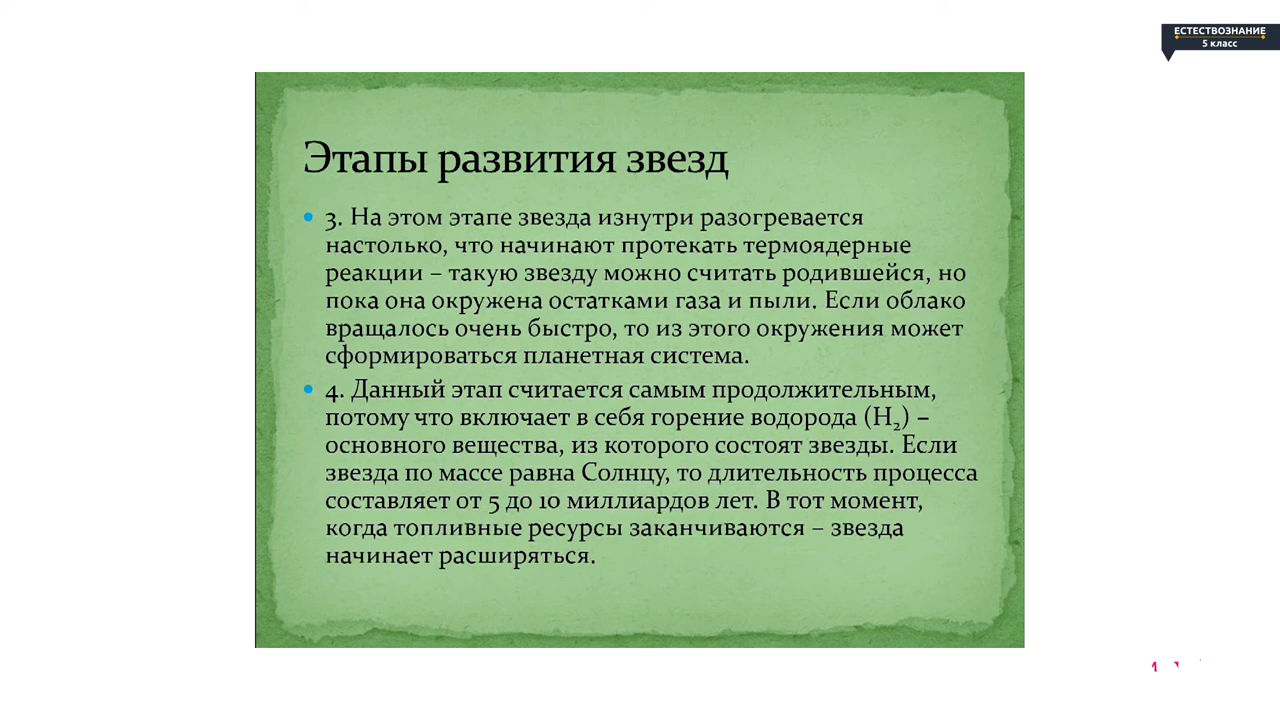 ЕСТЕСТВОЗНАНИЕ
5 класс
Этапы развития звезд
• 3. На этом этапе звезда изнутри разогревается
настолько, что начинают протекать термоядерные
реакции – такую звезду можно считать родившейся, но
пока она окружена остатками газа и пыли. Если облако
вращалось очень быстро, то из этого окружения может
сформироваться планетная система.
• 4. Данный этап считается самым продолжительным,
потому что включает в себя горение водорода (H₂) –
основного вещества, из которого состоят звезды. Если
звезда по массе равна Солнцу, то длительность процесса
составляет от 5 до 10 миллиардов лет. В тот момент,
когда топливные ресурсы заканчиваются – звезда
начинает расширяться.